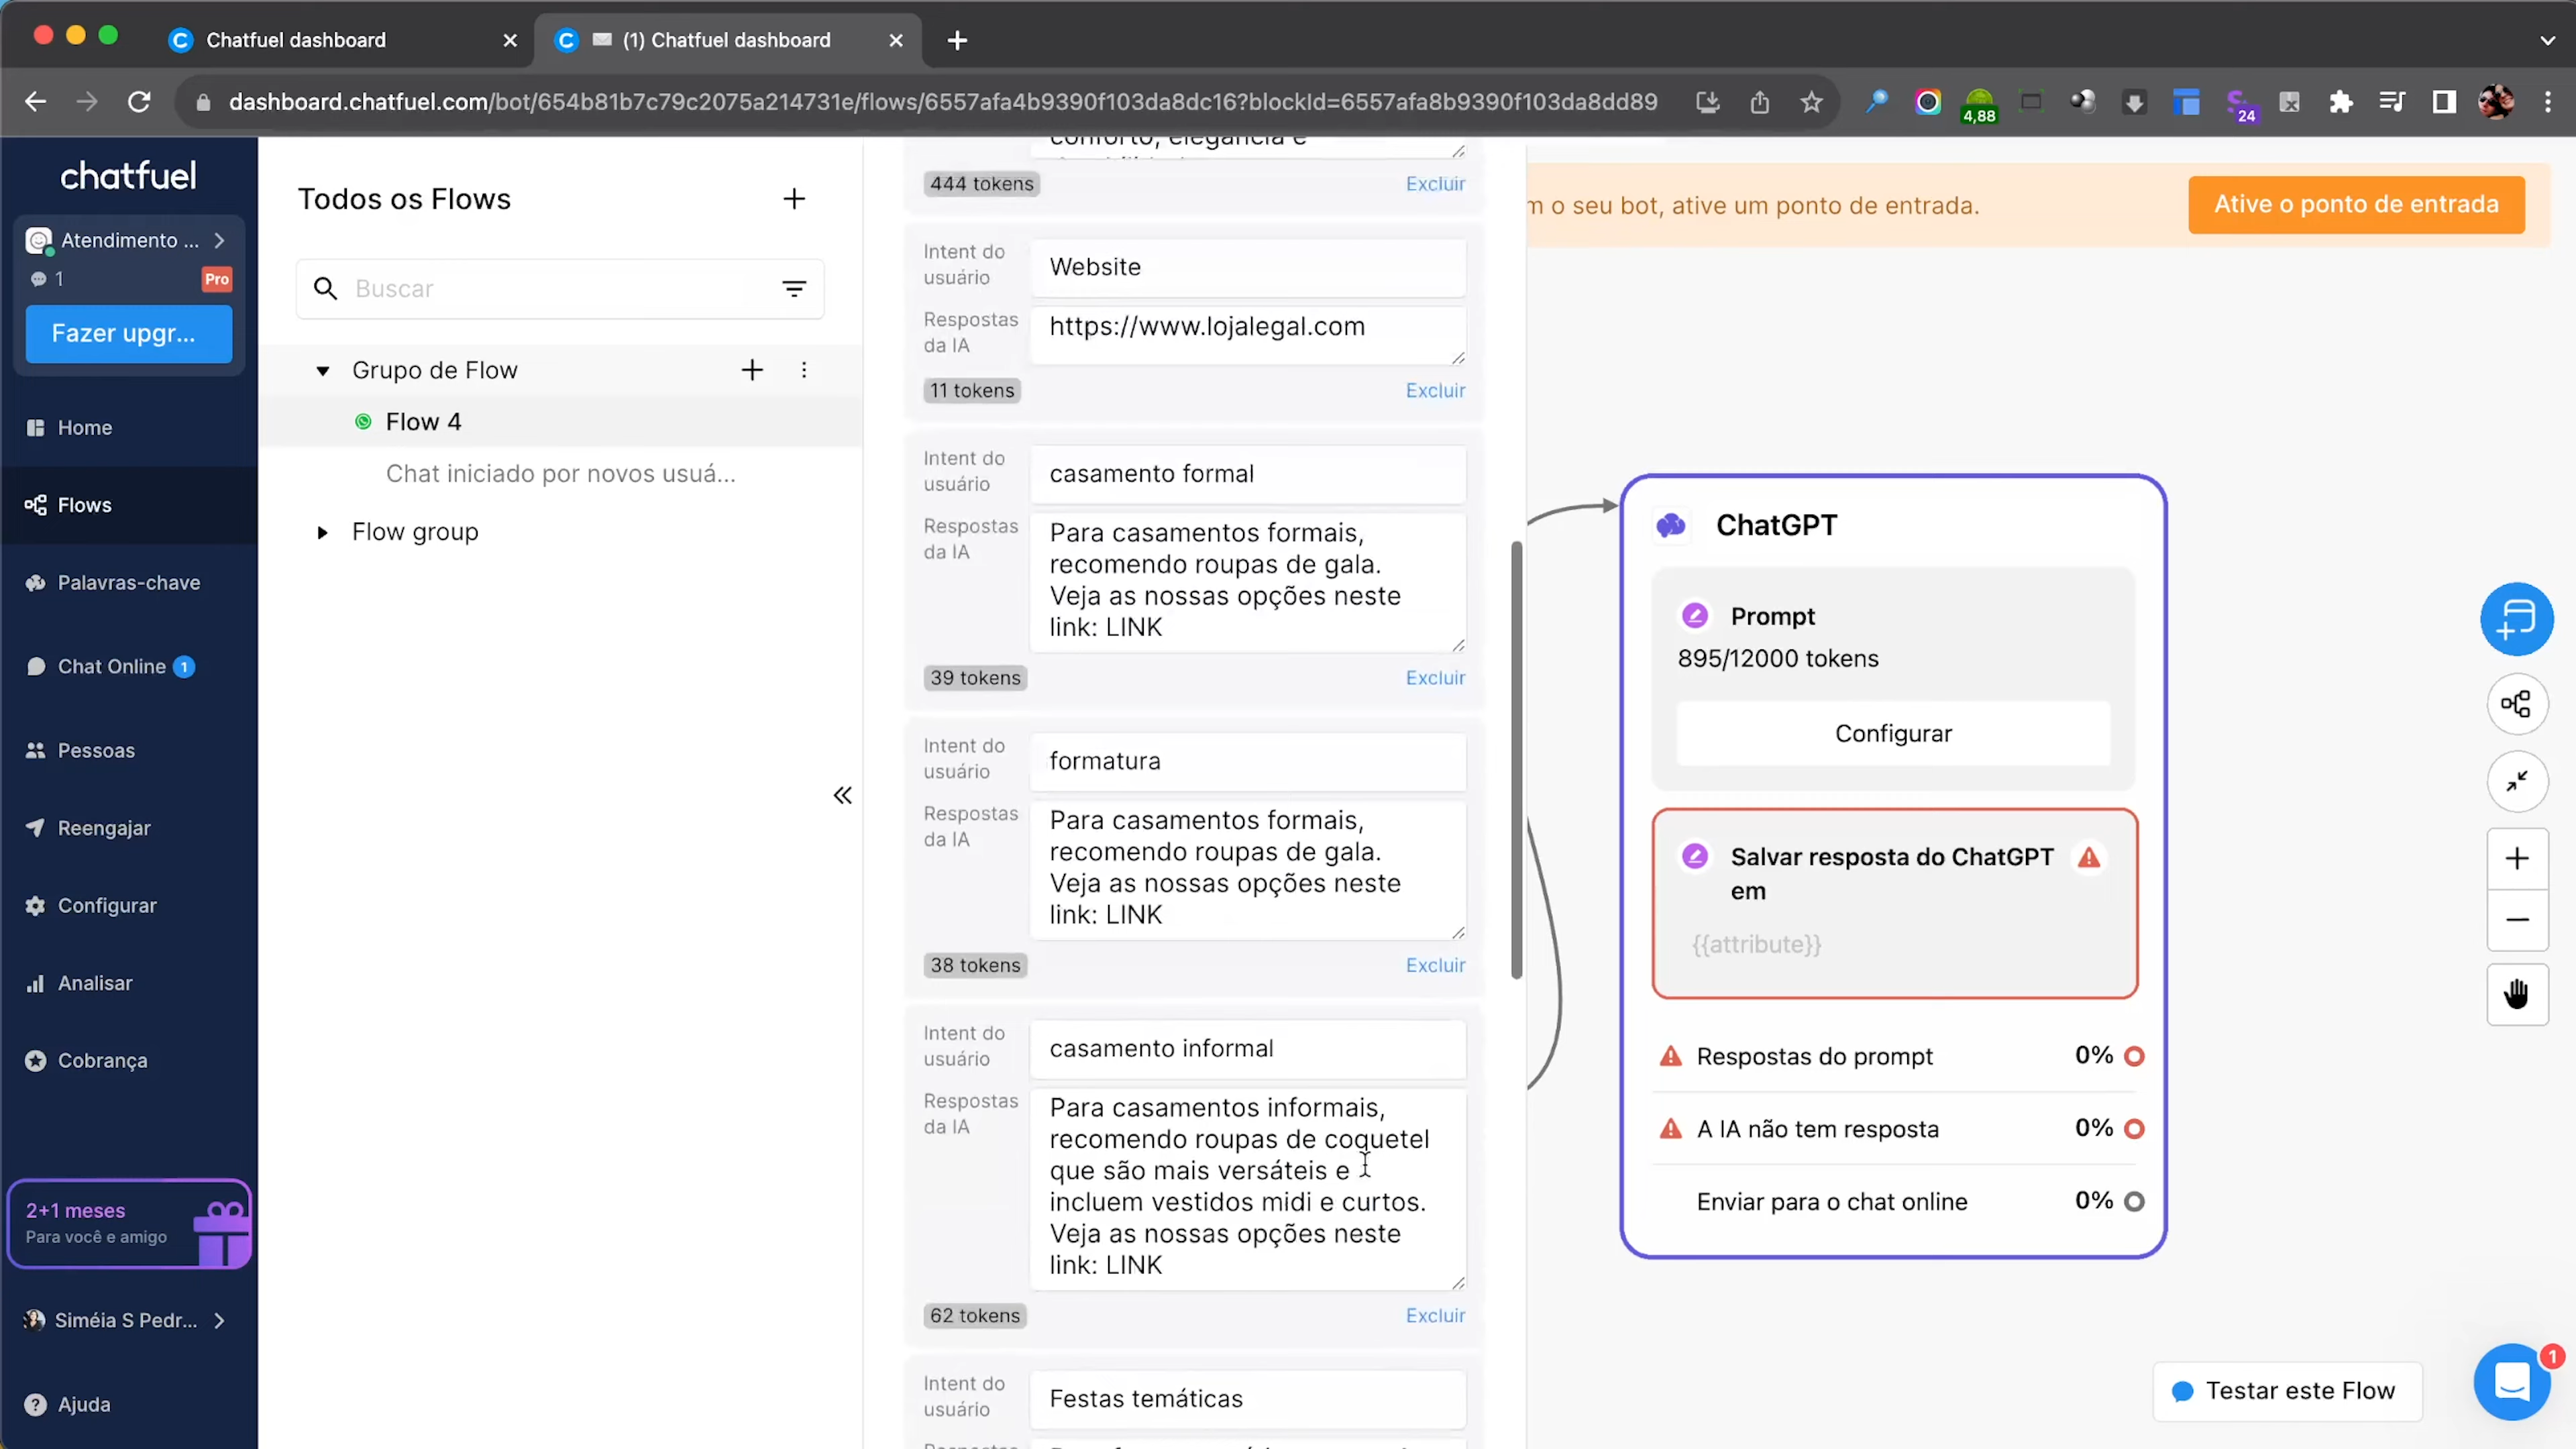 Chatfuel dashboard
(1) Chatfuel dashboard
dashboard.chatfuel.com/bot/654b81b7c79c2075a214731e/flows/6557afa4b9390f103da8dc16?blockId=6557afa8b9390f103da8dd89
4,88
24
chatfuel
Atendimento ...
1
Pro
Fazer upgr...
Home
Flows
Palavras-chave
Chat Online 1
Pessoas
Reengajar
Configurar
Analisar
Cobrança
2+1 meses
Para você e amigo
Siméia S Pedr...
Ajuda
Todos os Flows
Buscar
Grupo de Flow
Flow 4
Chat iniciado por novos usuá...
Flow group
conforto, elegância e
444 tokens
Excluir
Intent do usuário
Website
Respostas da IA
https://www.lojalegal.com
11 tokens
Excluir
Intent do usuário
casamento formal
Respostas da IA
Para casamentos formais,
recomendo roupas de gala.
Veja as nossas opções neste
link: LINK
39 tokens
Excluir
Intent do usuário
formatura
Respostas da IA
Para casamentos formais,
recomendo roupas de gala.
Veja as nossas opções neste
link: LINK
38 tokens
Excluir
Intent do usuário
casamento informal
Respostas da IA
Para casamentos informais,
recomendo roupas de coquetel
que são mais versáteis e
incluem vestidos midi e curtos.
Veja as nossas opções neste
link: LINK
62 tokens
Excluir
Intent do usuário
Festas temáticas
m o seu bot, ative um ponto de entrada.
Ative o ponto de entrada
ChatGPT
Prompt
895/12000 tokens
Configurar
Salvar resposta do ChatGPT
em
{{attribute}}
Respostas do prompt 0%
A IA não tem resposta 0%
Enviar para o chat online 0%
Testar este Flow
1